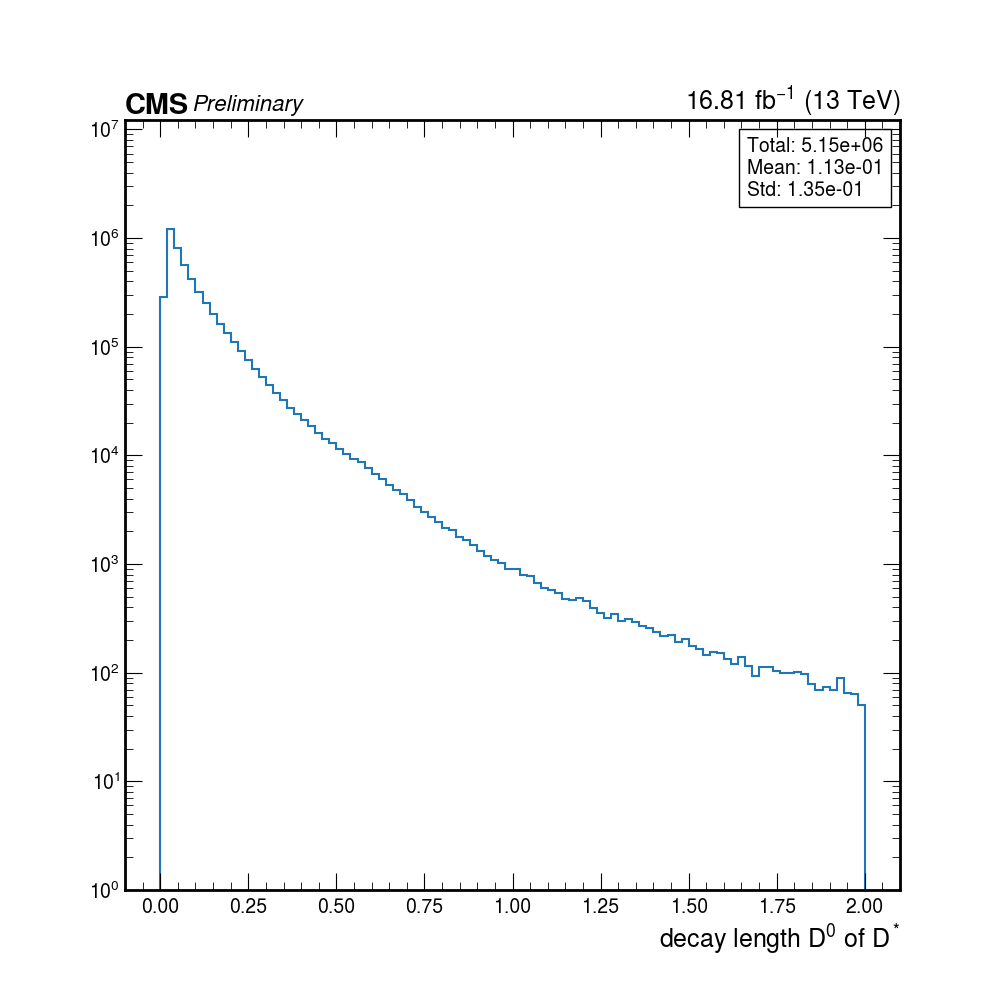 CMS Preliminary
16.81 fb⁻¹ (13 TeV)
Total: 5.15e+06
Mean: 1.13e-01
Std: 1.35e-01
10⁷
10⁶
10⁵
10⁴
10³
10²
10¹
10⁰
0.00 0.25 0.50 0.75 1.00 1.25 1.50 1.75 2.00
decay length D⁰ of D*